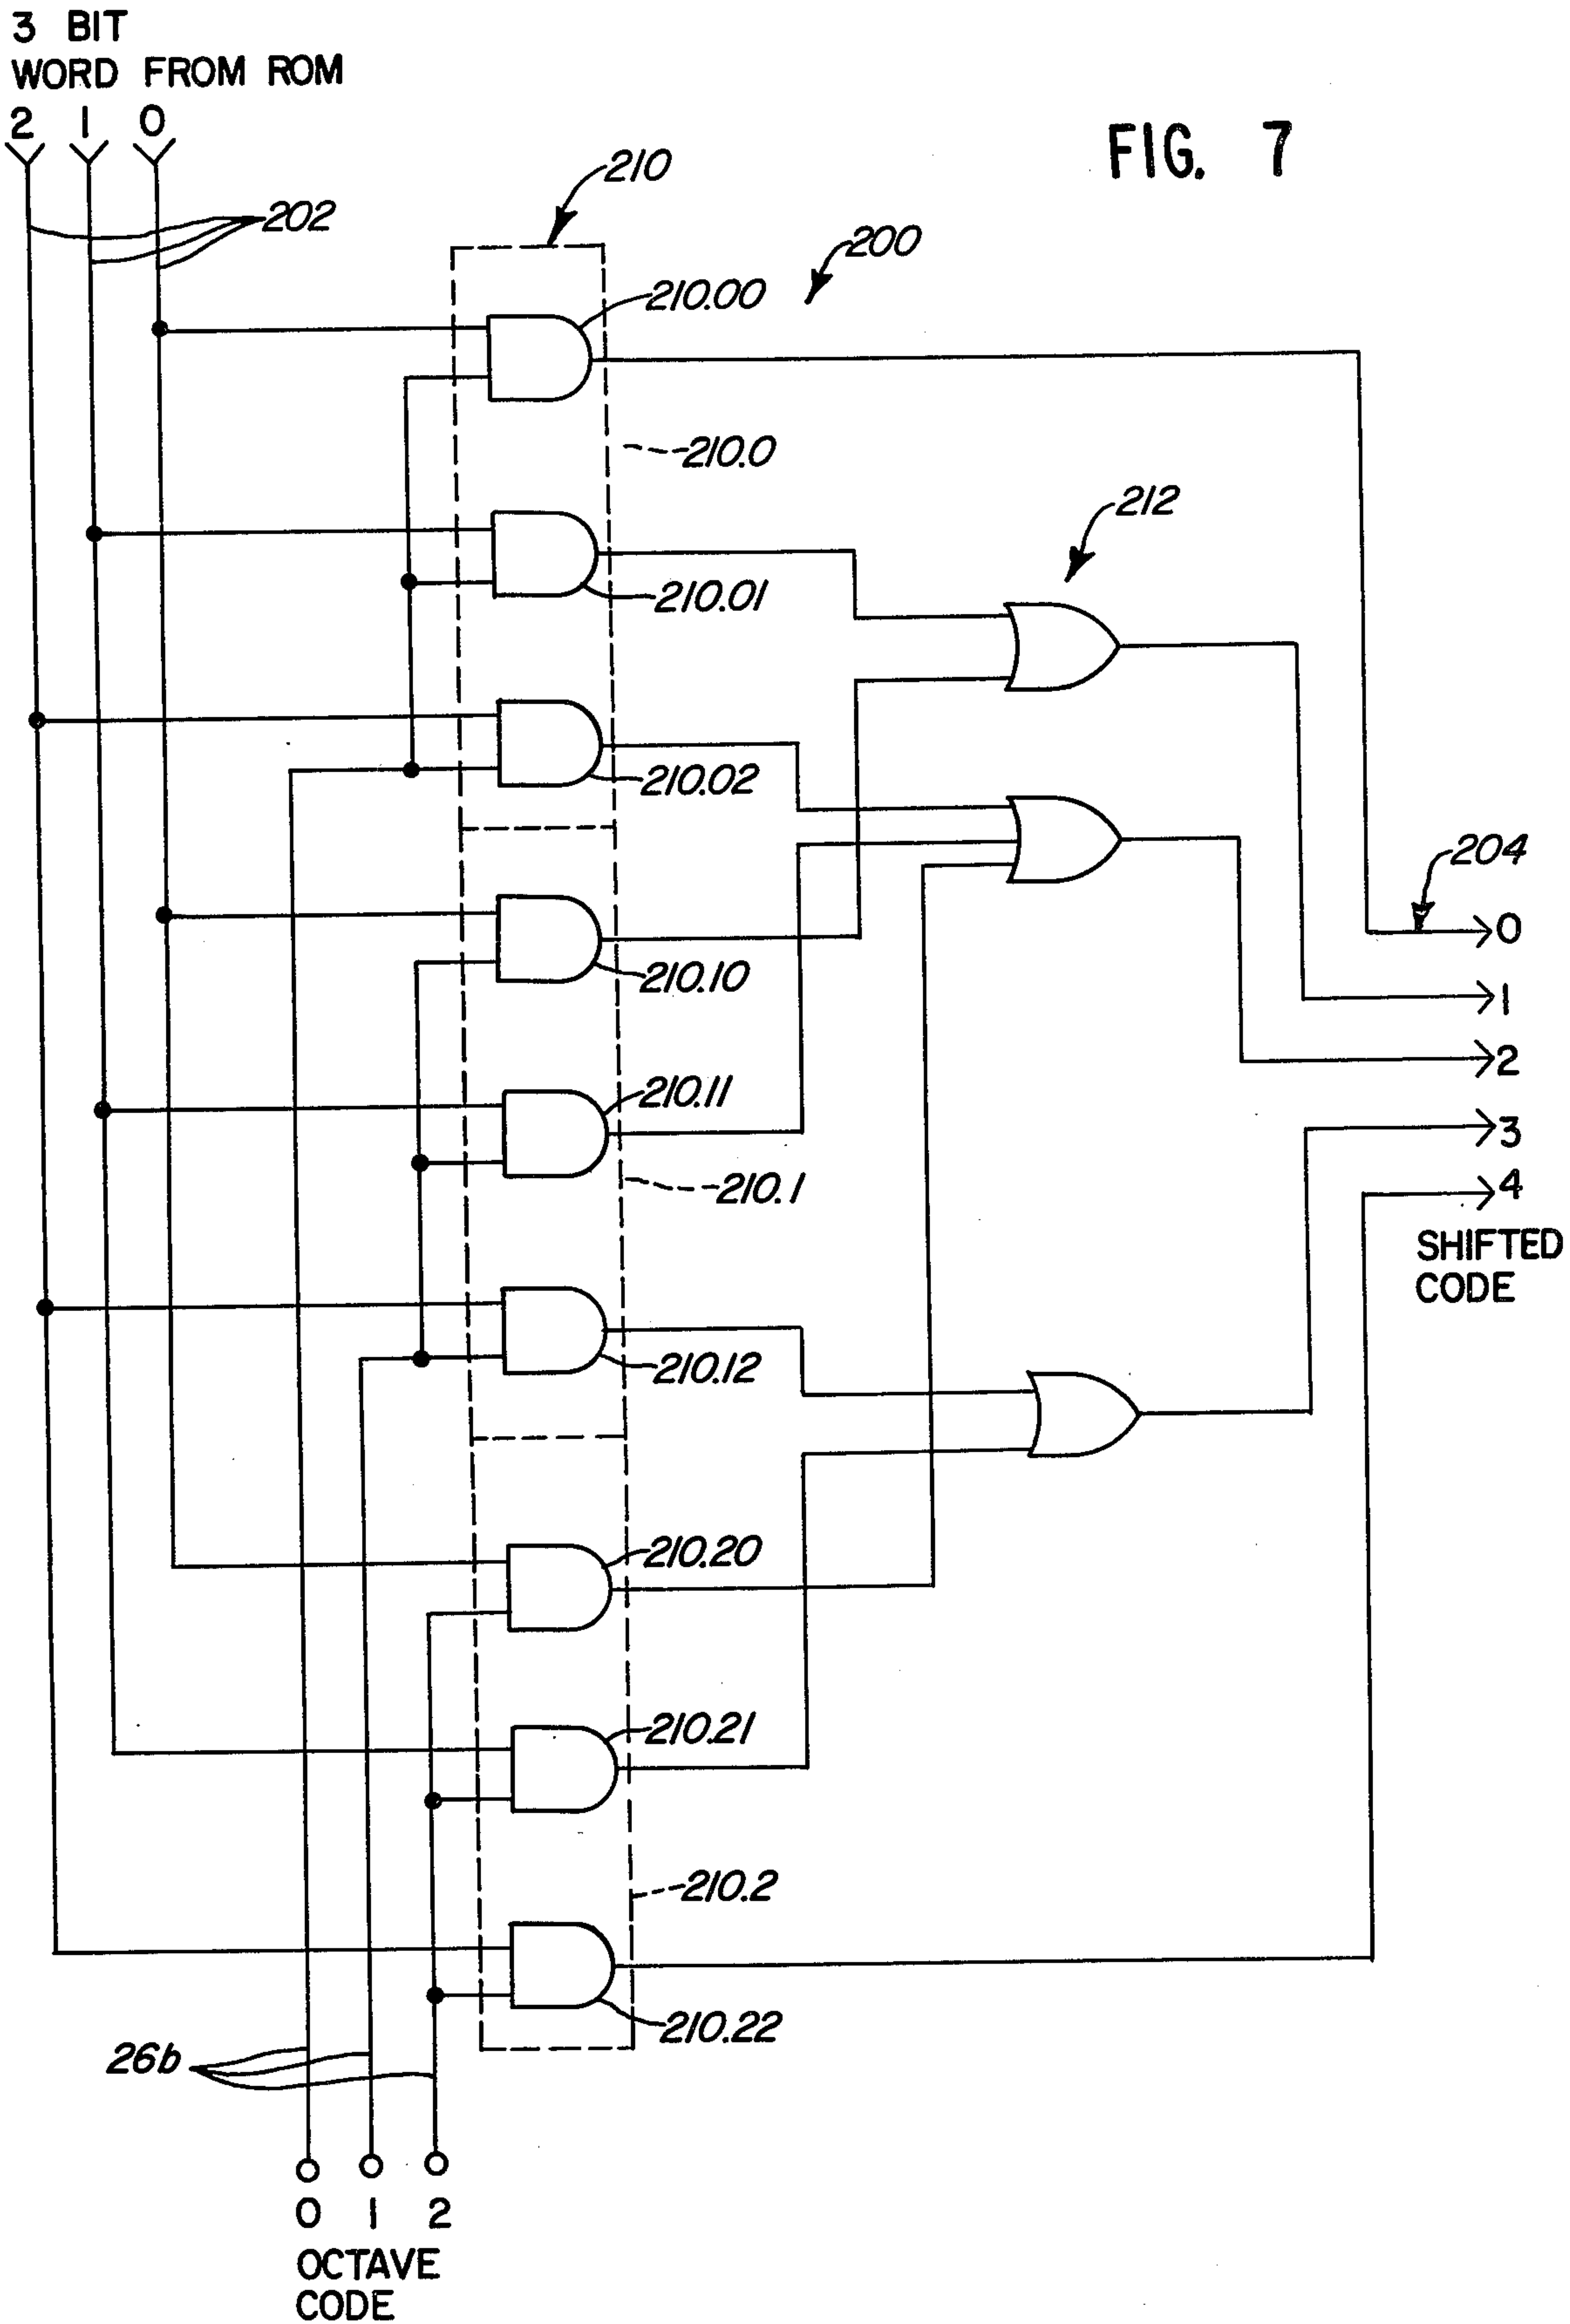 3 BIT
WORD FROM ROM
2 1 0
FIG. 7
202
210
200
210.00
210.0
212
210.01
210.02
204
0
210.10
1
2
210.11
3
210.1
4
SHIFTED
CODE
210.12
210.20
210.21
210.2
210.22
26b
0 1 2
OCTAVE
CODE